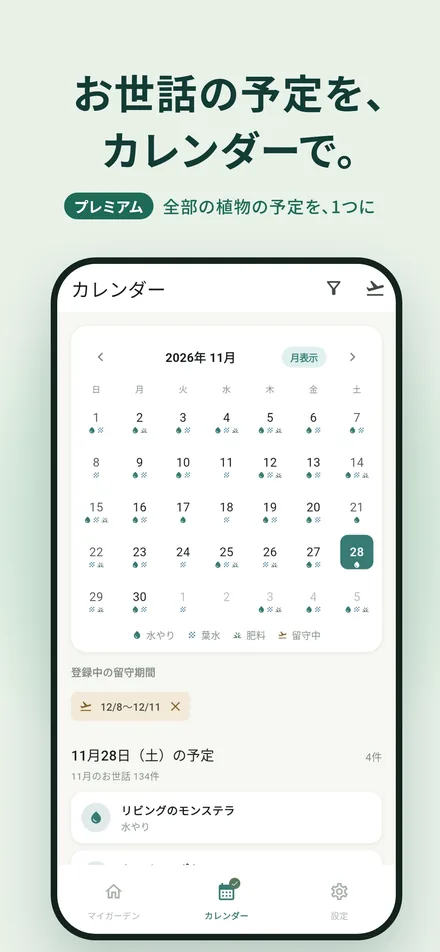 お世話の予定を、
カレンダーで。
プレミアム 全部の植物の予定を、1つに
カレンダー
2026年 11月 月表示
日 月 火 水 木 金 土
1 2 3 4 5 6 7
8 9 10 11 12 13 14
15 16 17 18 19 20 21
22 23 24 25 26 27 28
29 30 1 2 3 4 5
水やり 葉水 肥料 留守中
登録中の留守期間
12/8〜12/11
11月28日（土）の予定 4件
11月のお世話 134件
リビングのモンステラ
水やり
マイガーデン カレンダー 設定